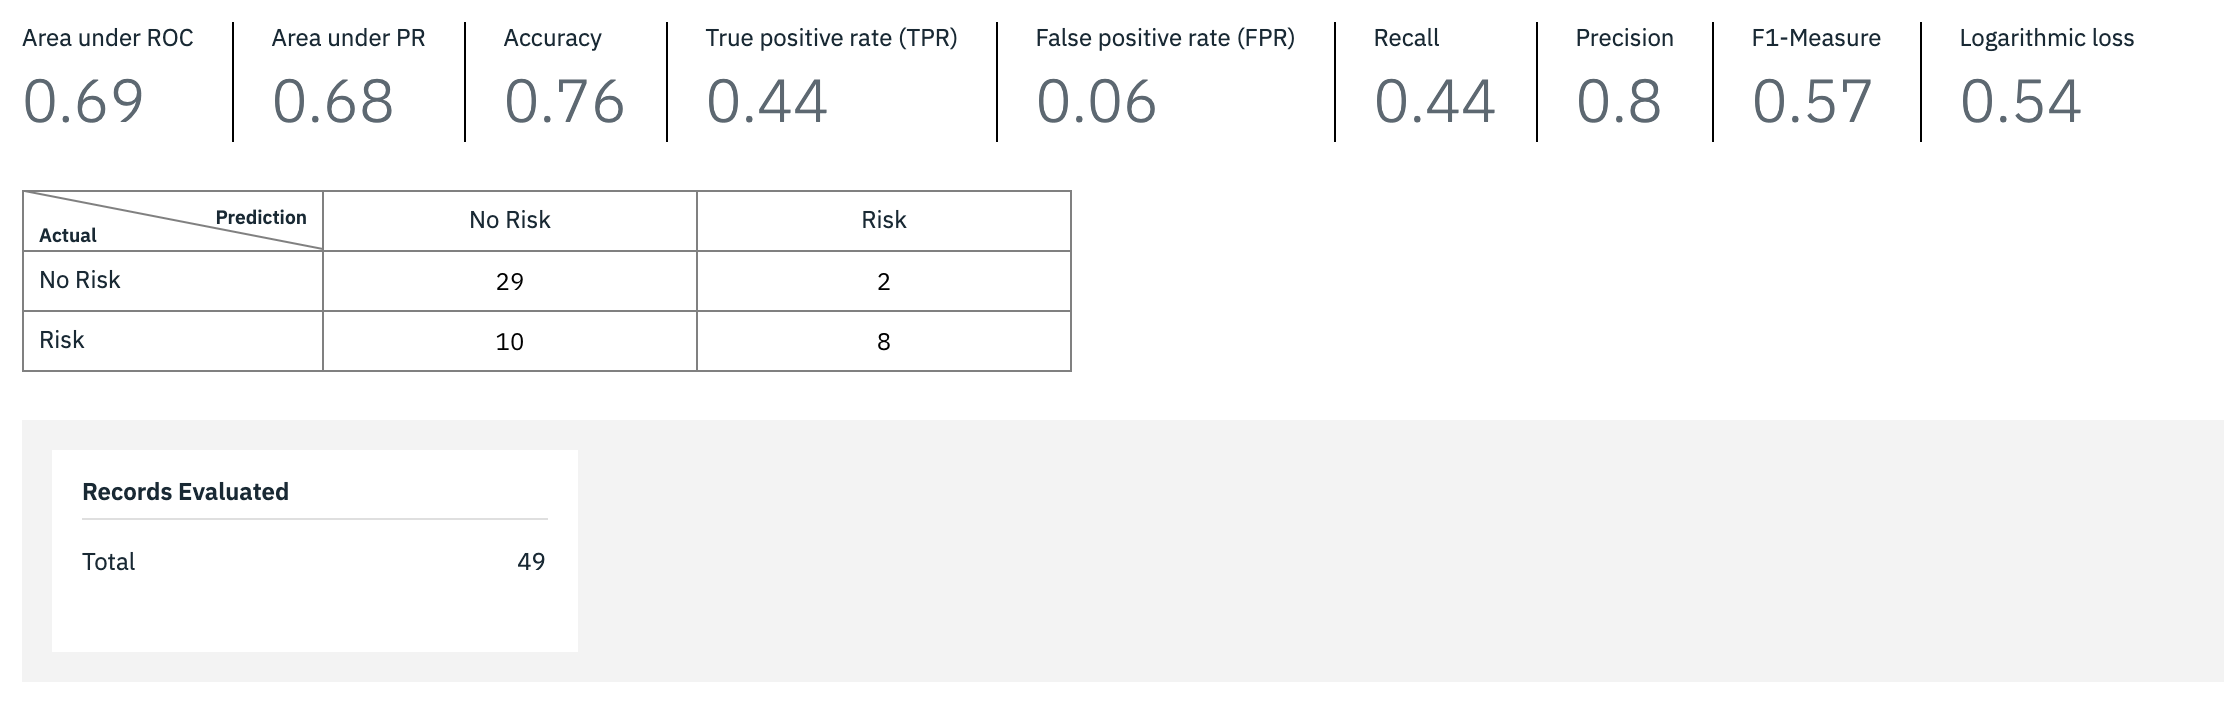 Area under ROC Area under PR Accuracy True positive rate (TPR) False positive rate (FPR) Recall Precision F1-Measure Logarithmic loss
0.69 0.68 0.76 0.44 0.06 0.44 0.8 0.57 0.54
Prediction No Risk Risk
Actual
No Risk 29 2
Risk 10 8
Records Evaluated
Total 49